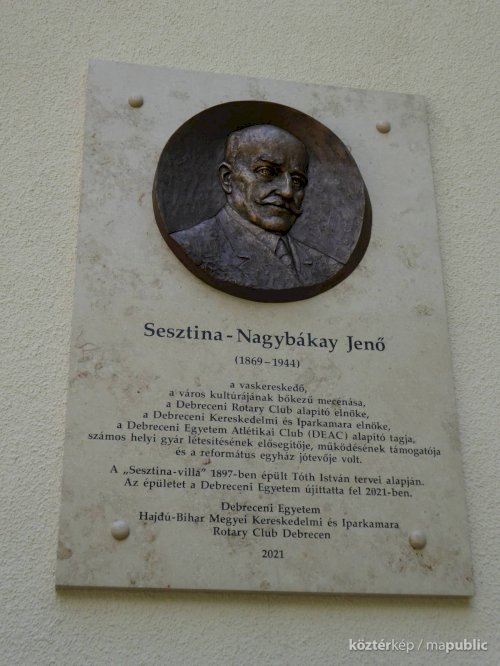 Sesztina-Nagybákay Jenő
(1869–1944)
a vaskereskedő,
a város kultúrájának bőkezű mecénása,
a Debreceni Rotary Club alapító elnöke,
a Debreceni Kereskedelmi és Iparkamara elnöke,
a Debreceni Egyetem Atlétikai Club (DEAC) alapító tagja,
számos helyi gyár létesítésének elősegítője, működésének támogatója
és a református egyház jótevője volt.
A „Sesztina-villa” 1897-ben épült Tóth István tervei alapján.
Az épületet a Debreceni Egyetem újíttatta fel 2021-ben.
Debreceni Egyetem
Hajdú-Bihar Megyei Kereskedelmi és Iparkamara
Rotary Club Debrecen
2021
köztérkép / mapublic